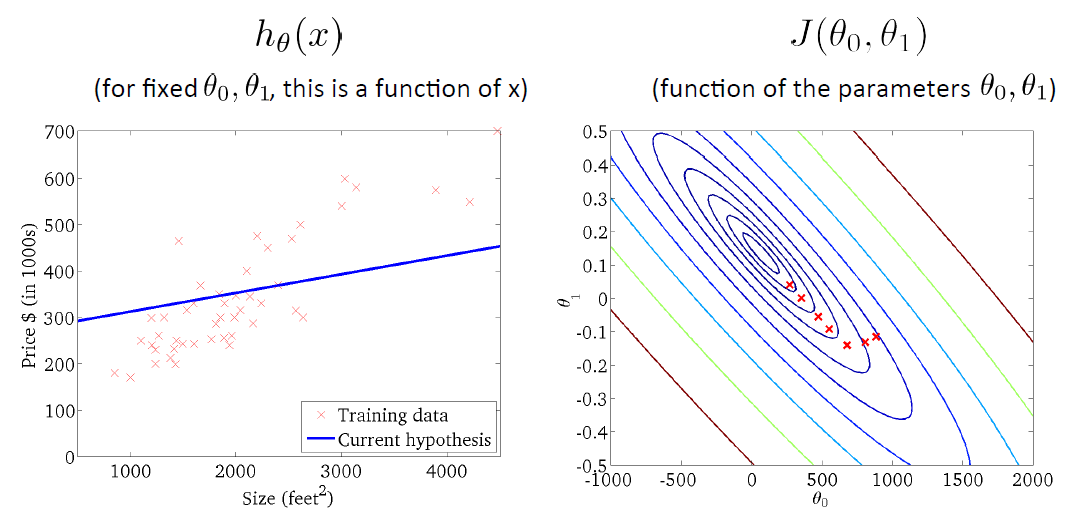 hθ(x)
(for fixed θ0, θ1, this is a function of x)
700
600
500
400
300
200
100
0
Price $ (in 1000s)
Training data
Current hypothesis
1000 2000 3000 4000
Size (feet²)
J(θ0, θ1)
(function of the parameters θ0, θ1)
0.5
0.4
0.3
0.2
0.1
0
-0.1
-0.2
-0.3
-0.4
-0.5
θ1
-1000 -500 0 500 1000 1500 2000
θ0